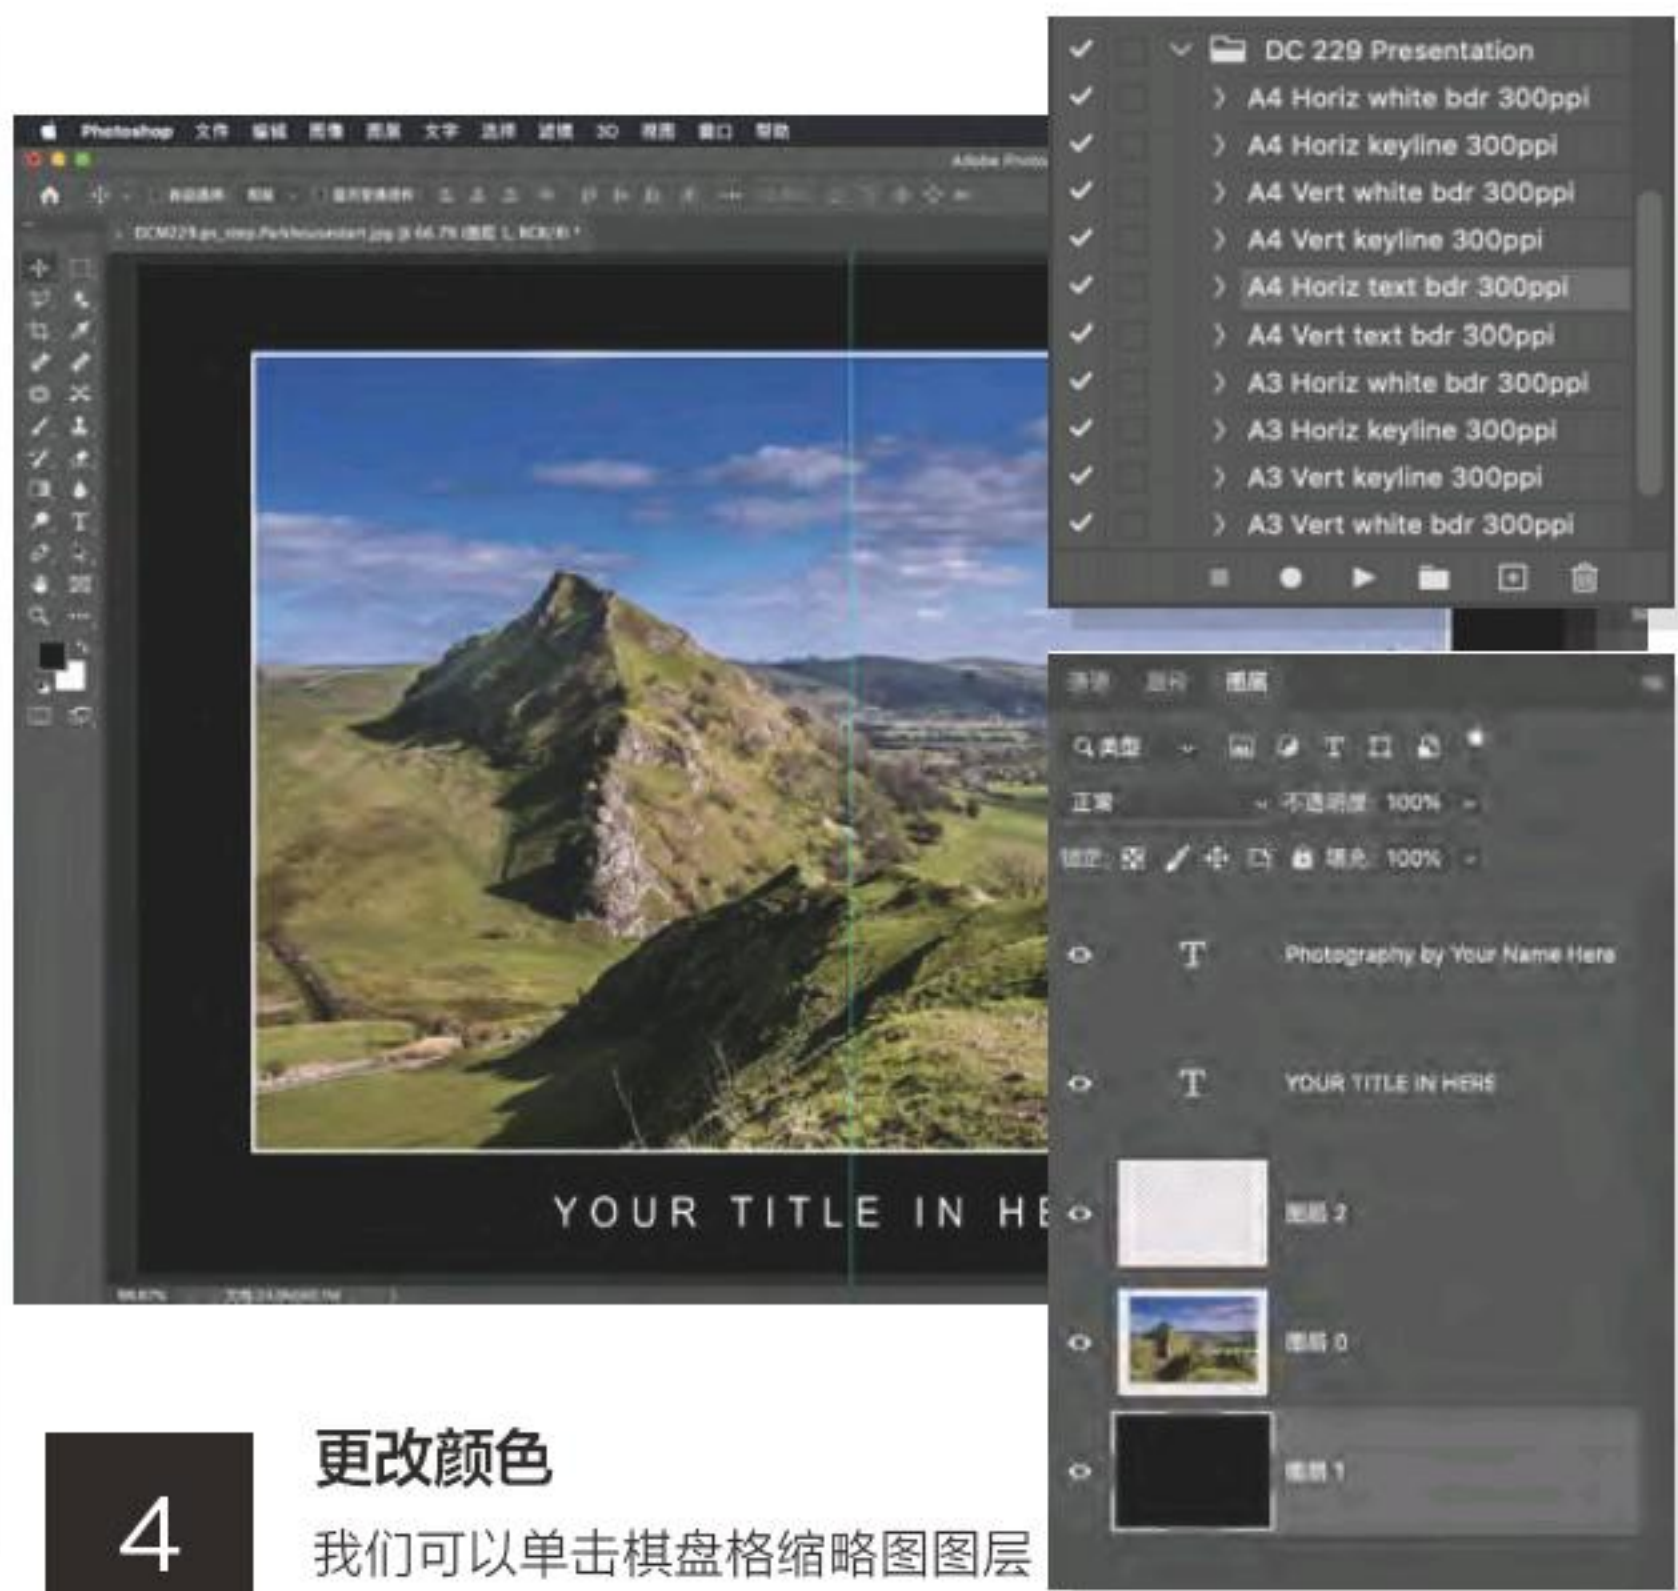 Photoshop 文件 编辑 图像 图层 文字 选择 滤镜 3D 视图 窗口 帮助
YOUR TITLE IN HE
DC 229 Presentation
A4 Horiz white bdr 300ppi
A4 Horiz keyline 300ppi
A4 Vert white bdr 300ppi
A4 Vert keyline 300ppi
A4 Horiz text bdr 300ppi
A4 Vert text bdr 300ppi
A3 Horiz white bdr 300ppi
A3 Horiz keyline 300ppi
A3 Vert keyline 300ppi
A3 Vert white bdr 300ppi
图层
类型
正常 不透明度: 100%
锁定: 填充: 100%
Photography by Your Name Here
YOUR TITLE IN HERE
图层 2
图层 0
图层 1
4
更改颜色
我们可以单击棋盘格缩略图图层